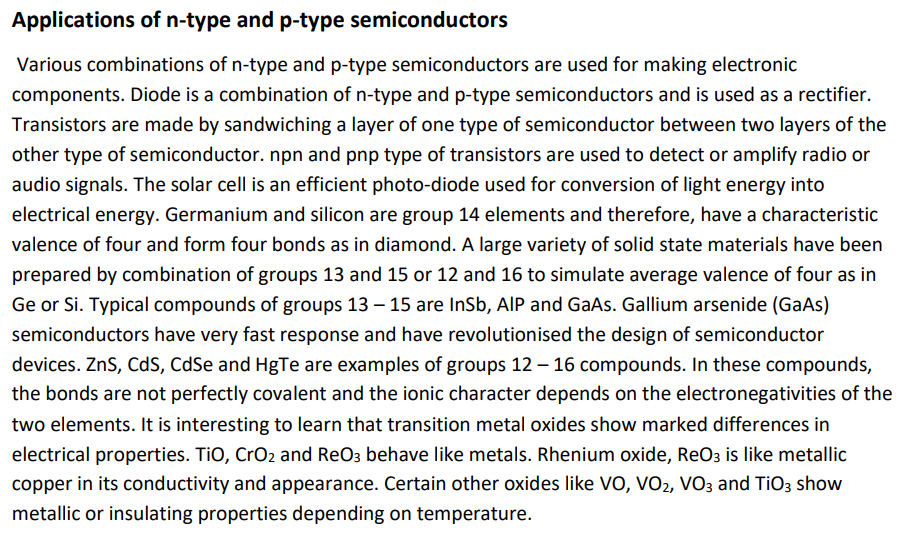 Applications of n-type and p-type semiconductors
Various combinations of n-type and p-type semiconductors are used for making electronic
components. Diode is a combination of n-type and p-type semiconductors and is used as a rectifier.
Transistors are made by sandwiching a layer of one type of semiconductor between two layers of the
other type of semiconductor. npn and pnp type of transistors are used to detect or amplify radio or
audio signals. The solar cell is an efficient photo-diode used for conversion of light energy into
electrical energy. Germanium and silicon are group 14 elements and therefore, have a characteristic
valence of four and form four bonds as in diamond. A large variety of solid state materials have been
prepared by combination of groups 13 and 15 or 12 and 16 to simulate average valence of four as in
Ge or Si. Typical compounds of groups 13 – 15 are InSb, AlP and GaAs. Gallium arsenide (GaAs)
semiconductors have very fast response and have revolutionised the design of semiconductor
devices. ZnS, CdS, CdSe and HgTe are examples of groups 12 – 16 compounds. In these compounds,
the bonds are not perfectly covalent and the ionic character depends on the electronegativities of the
two elements. It is interesting to learn that transition metal oxides show marked differences in
electrical properties. TiO, CrO₂ and ReO₃ behave like metals. Rhenium oxide, ReO₃ is like metallic
copper in its conductivity and appearance. Certain other oxides like VO, VO₂, VO₃ and TiO₃ show
metallic or insulating properties depending on temperature.